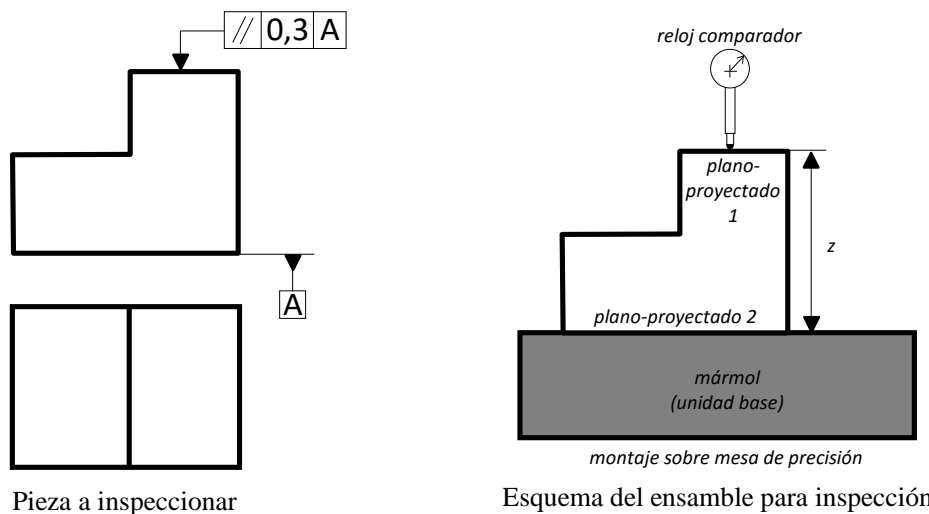 // 0,3 A
A
Pieza a inspeccionar
reloj comparador
plano-
proyectado
1
z
plano-proyectado 2
mármol
(unidad base)
montaje sobre mesa de precisión
Esquema del ensamble para inspección